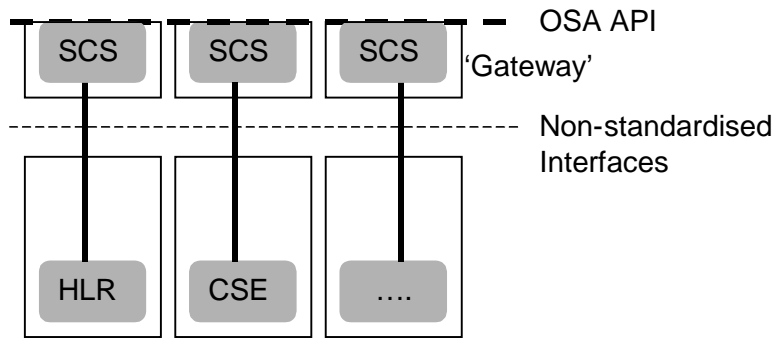 OSA API
SCS
SCS
SCS
‘Gateway’
Non-standardised
Interfaces
HLR
CSE
….